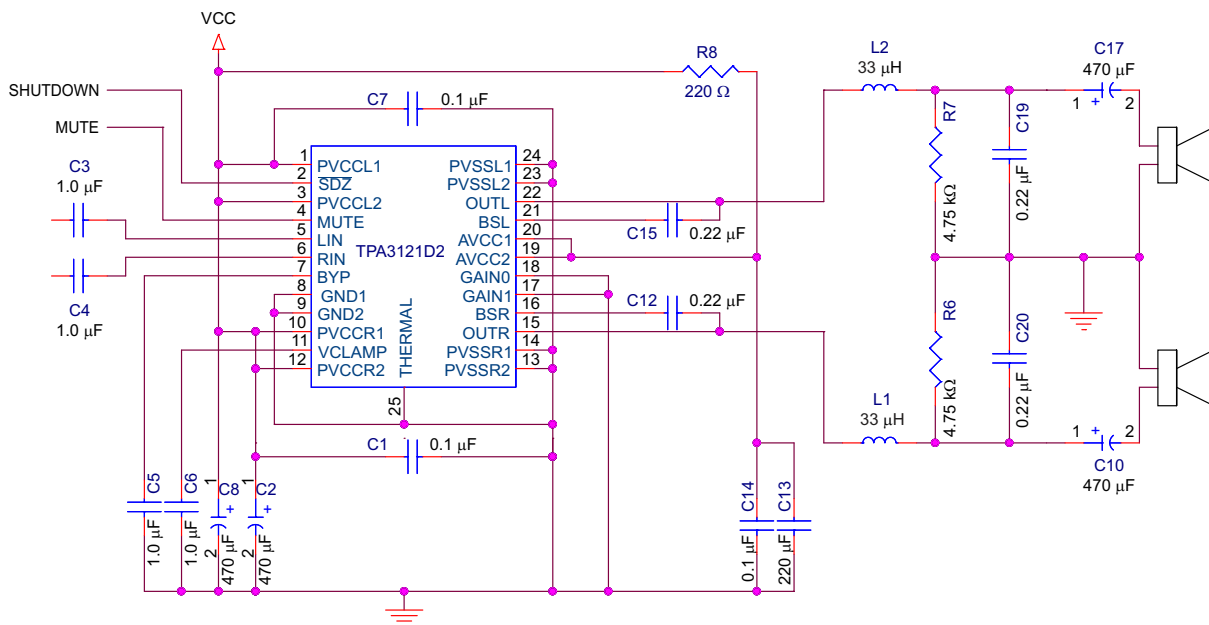 VCC
SHUTDOWN
MUTE
C3
1.0 µF
C4
1.0 µF
C7
0.1 µF
R8
220 Ω
L2
33 µH
C17
470 µF
1
+
2
R7
4.75 kΩ
C19
0.22 µF
1
PVCCL1
2
SDZ
3
PVCCL2
4
MUTE
5
LIN
6
RIN
7
BYP
8
GND1
9
GND2
10
PVCCR1
11
VCLAMP
12
PVCCR2
TPA3121D2
THERMAL
25
PVSSL1
24
PVSSL2
23
OUTL
22
BSL
21
AVCC1
20
AVCC2
19
GAIN0
18
GAIN1
17
BSR
16
OUTR
15
PVSSR1
14
PVSSR2
13
C15
0.22 µF
C12
0.22 µF
R6
4.75 kΩ
C20
0.22 µF
L1
33 µH
1
+
2
C10
470 µF
C1
0.1 µF
C5
1.0 µF
C6
1.0 µF
1
C8
+
2
470 µF
1
C2
+
2
470 µF
C14
0.1 µF
C13
220 µF